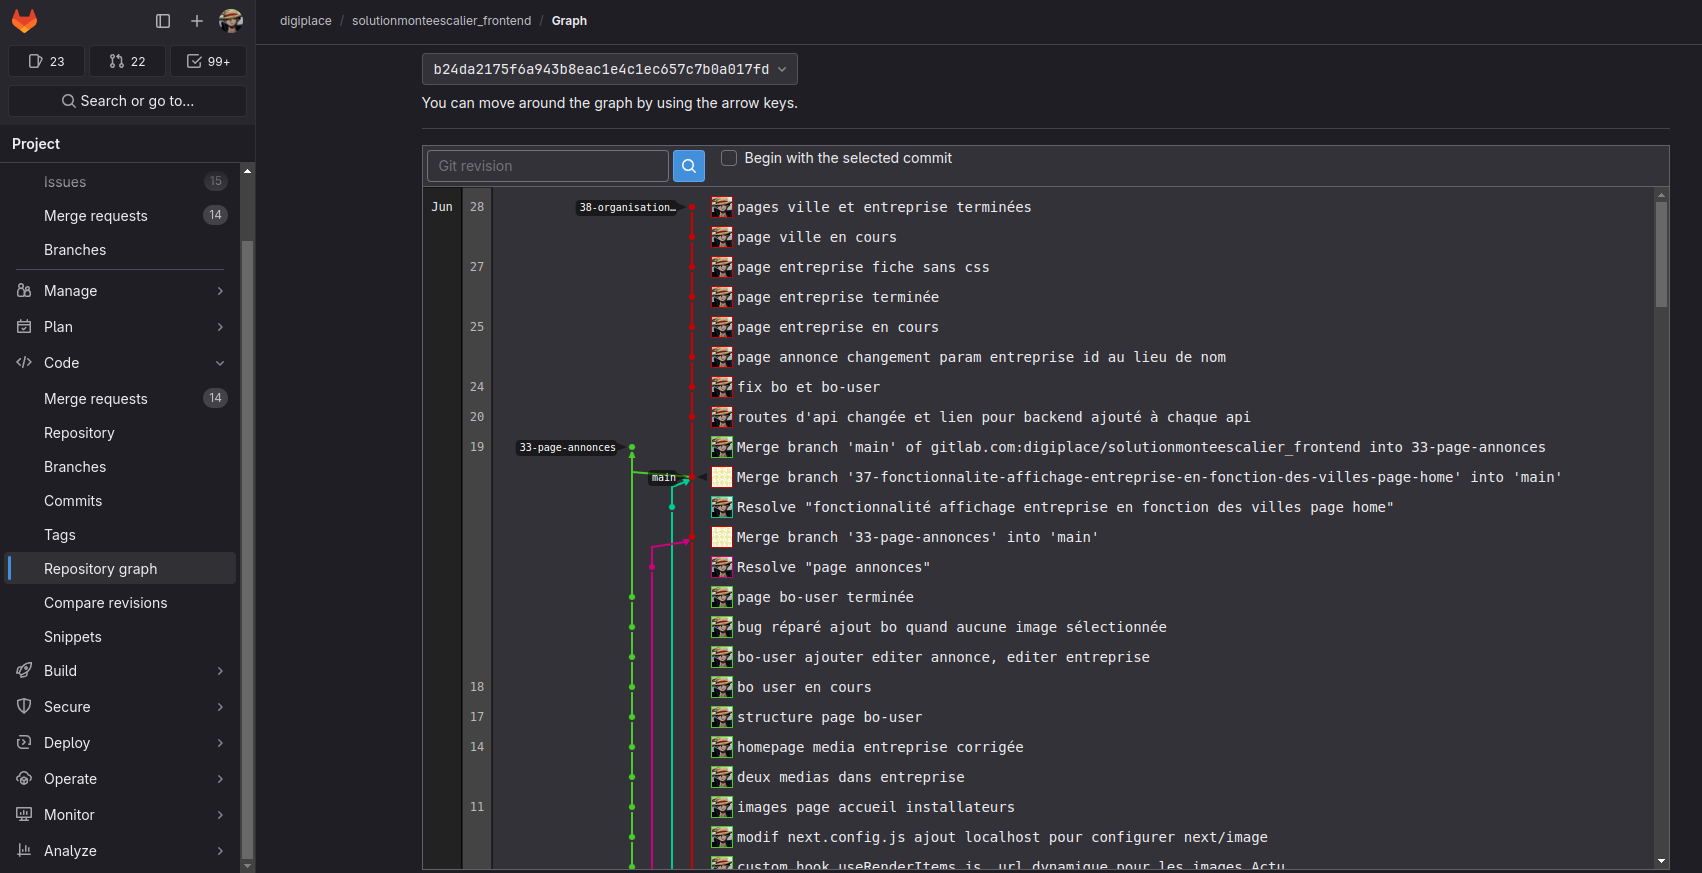 digiplace / solutionmonteescalier_frontend / Graph
23
22
99+
Search or go to...
Project
Issues 15
Merge requests 14
Branches
Manage
Plan
Code
Merge requests 14
Repository
Branches
Commits
Tags
Repository graph
Compare revisions
Snippets
Build
Secure
Deploy
Operate
Monitor
Analyze
b24da2175f6a943b8eac1e4c1ec657c7b0a017fd
You can move around the graph by using the arrow keys.
Git revision
Begin with the selected commit
Jun 28 38-organisation… pages ville et entreprise terminées
page ville en cours
27 page entreprise fiche sans css
page entreprise terminée
25 page entreprise en cours
page annonce changement param entreprise id au lieu de nom
24 fix bo et bo-user
20 routes d'api changée et lien pour backend ajouté à chaque api
19 33-page-annonces Merge branch 'main' of gitlab.com:digiplace/solutionmonteescalier_frontend into 33-page-annonces
main Merge branch '37-fonctionnalite-affichage-entreprise-en-fonction-des-villes-page-home' into 'main'
Resolve "fonctionnalité affichage entreprise en fonction des villes page home"
Merge branch '33-page-annonces' into 'main'
Resolve "page annonces"
page bo-user terminée
bug réparé ajout bo quand aucune image sélectionnée
bo-user ajouter editer annonce, editer entreprise
18 bo user en cours
17 structure page bo-user
14 homepage media entreprise corrigée
deux medias dans entreprise
11 images page accueil installateurs
modif next.config.js ajout localhost pour configurer next/image
custom hook useRenderItems.js, url dynamique pour les images Actu